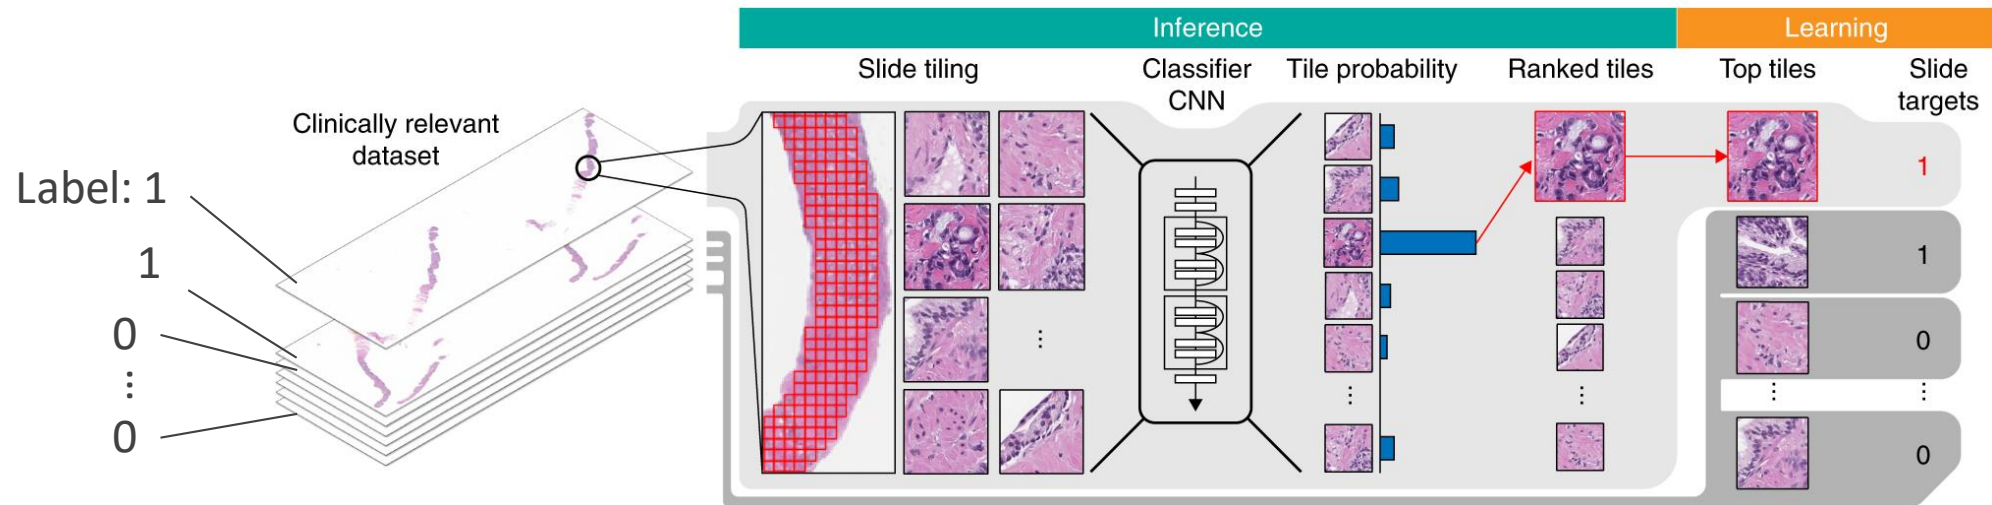 Inference
Learning
Slide tiling
Classifier
CNN
Tile probability
Ranked tiles
Top tiles
Slide
targets
Clinically relevant
dataset
Label: 1
1
0
⋮
0
⋮
⋮
⋮
⋮
1
1
0
⋮
0